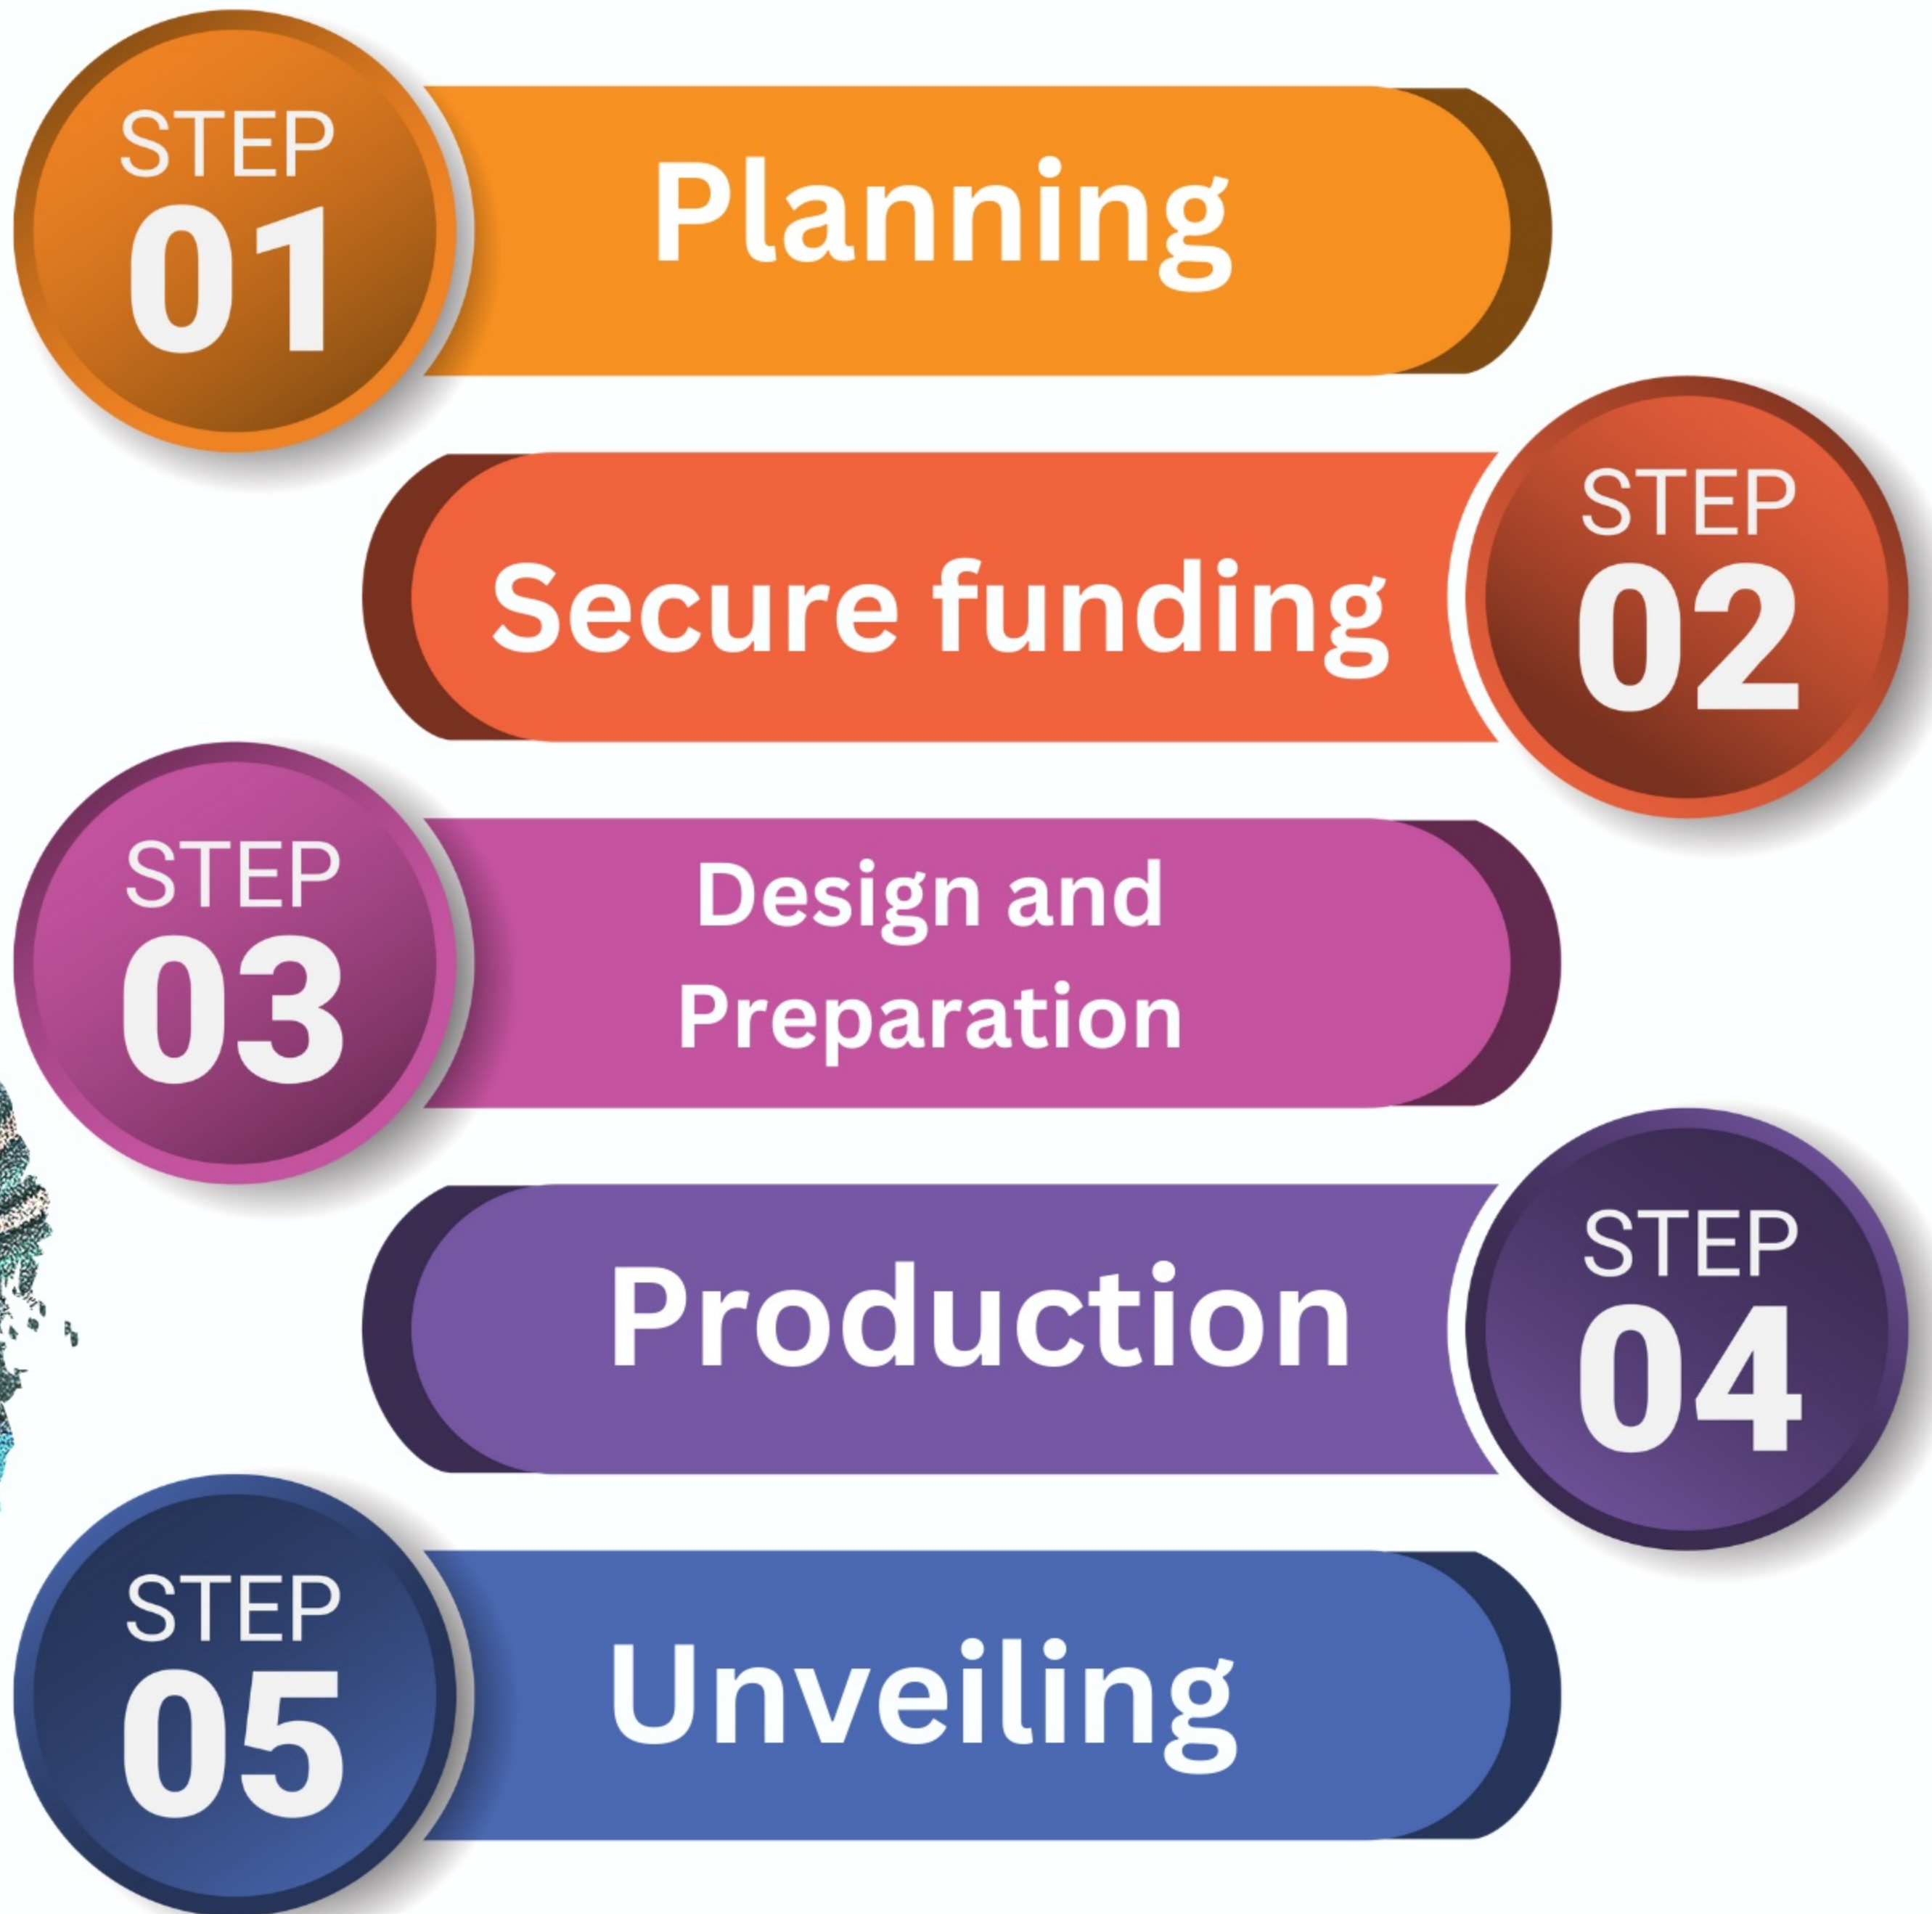 STEP
01
Planning
Secure funding
STEP
02
STEP
03
Design and
Preparation
Production
STEP
04
STEP
05
Unveiling